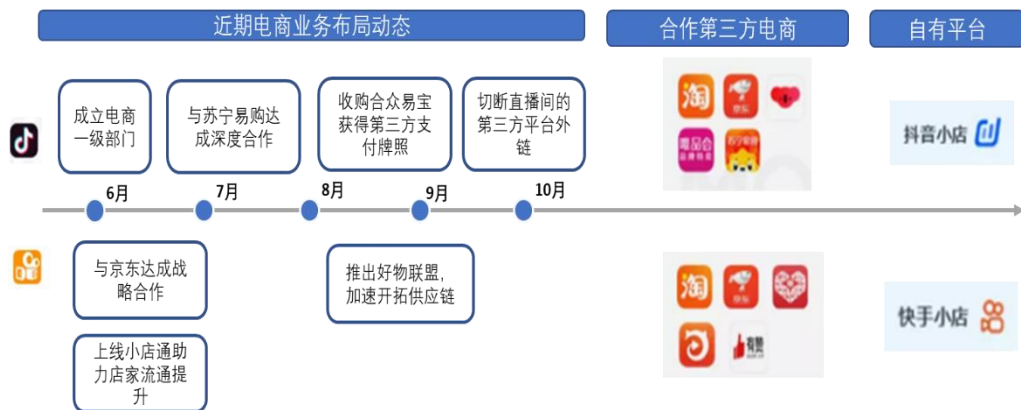 近期电商业务布局动态
合作第三方电商
自有平台
成立电商
一级部门
与苏宁易购达
成深度合作
收购合众易宝
获得第三方支
付牌照
切断直播间的
第三方平台外
链
淘
京东
唯品会
品牌特卖
苏宁易购
抖音小店
6月
7月
8月
9月
10月
与京东达成战
略合作
推出好物联盟,
加速开拓供应链
上线小店通助
力店家流通提
升
淘
京东
有赞
快手小店